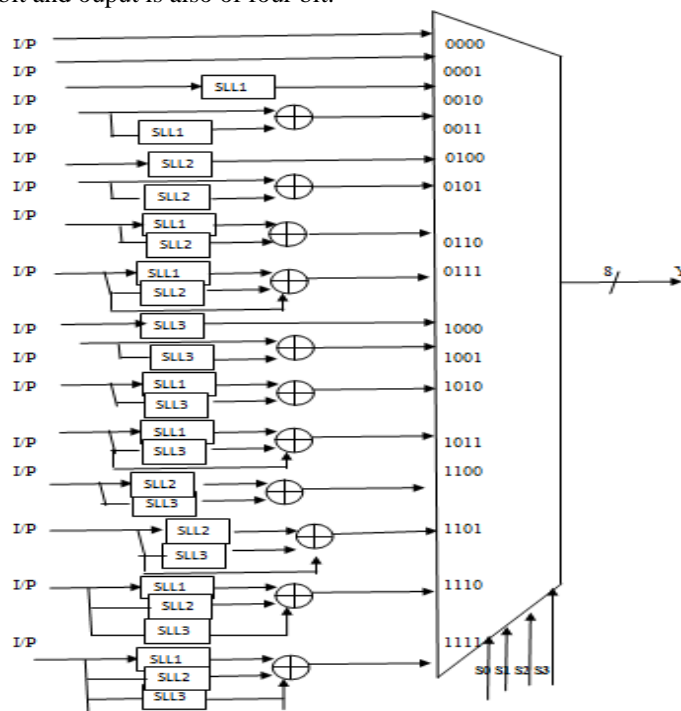 bit and ouput is also of four bit.
I/P
0000
I/P
0001
SLL1
I/P
0010
I/P
SLL1
0011
I/P
SLL2
0100
I/P
SLL2
0101
I/P
SLL1
SLL2
0110
I/P
SLL1
SLL2
0111
8
Y
I/P
SLL3
1000
I/P
SLL3
1001
I/P
SLL1
SLL3
1010
SLL1
I/P
SLL3
1011
I/P
SLL2
SLL3
1100
I/P
SLL2
SLL3
1101
I/P
SLL1
SLL2
SLL3
1110
I/P
SLL1
SLL2
SLL3
1111
S0 S1 S2 S3